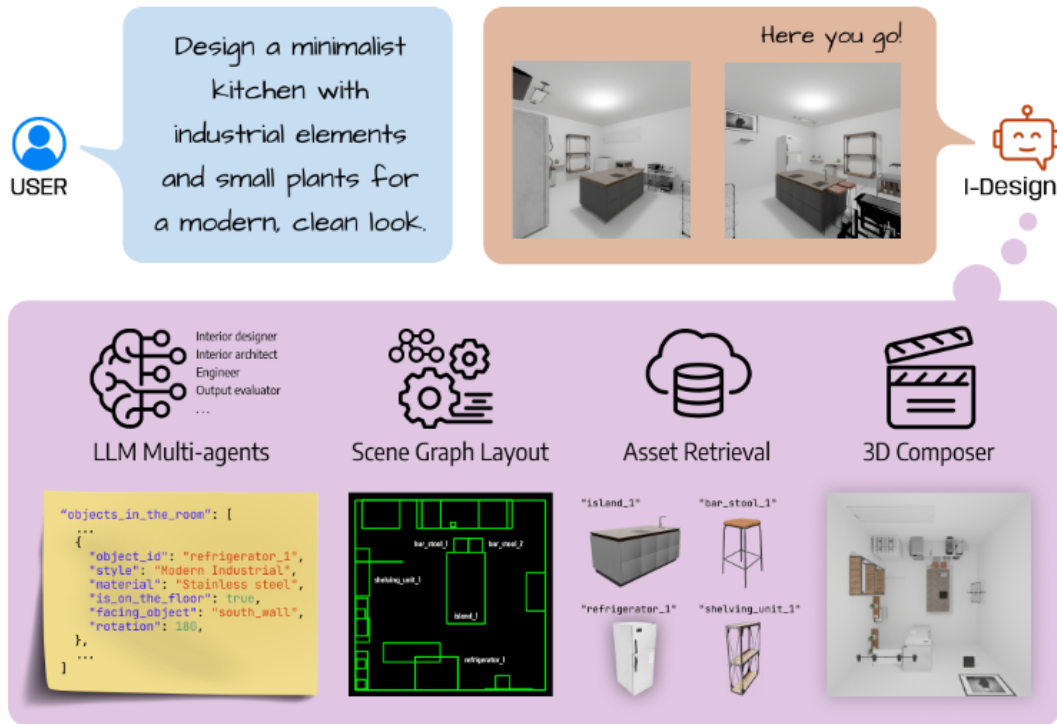 Design a minimalist
kitchen with
industrial elements
and small plants for
a modern, clean look.
USER
Here you go!
I-Design
Interior designer
Interior architect
Engineer
Output evaluator
...
LLM Multi-agents
Scene Graph Layout
Asset Retrieval
3D Composer
"objects_in_the_room": [
...
{
"object_id": "refrigerator_1",
"style": "Modern Industrial",
"material": "Stainless steel",
"is_on_the_floor": true,
"facing_object": "south_wall",
"rotation": 180,
},
...
]
bar_stool_1
bar_stool_2
shelving_unit_1
island_1
refrigerator_1
"island_1"
"bar_stool_1"
"refrigerator_1"
"shelving_unit_1"